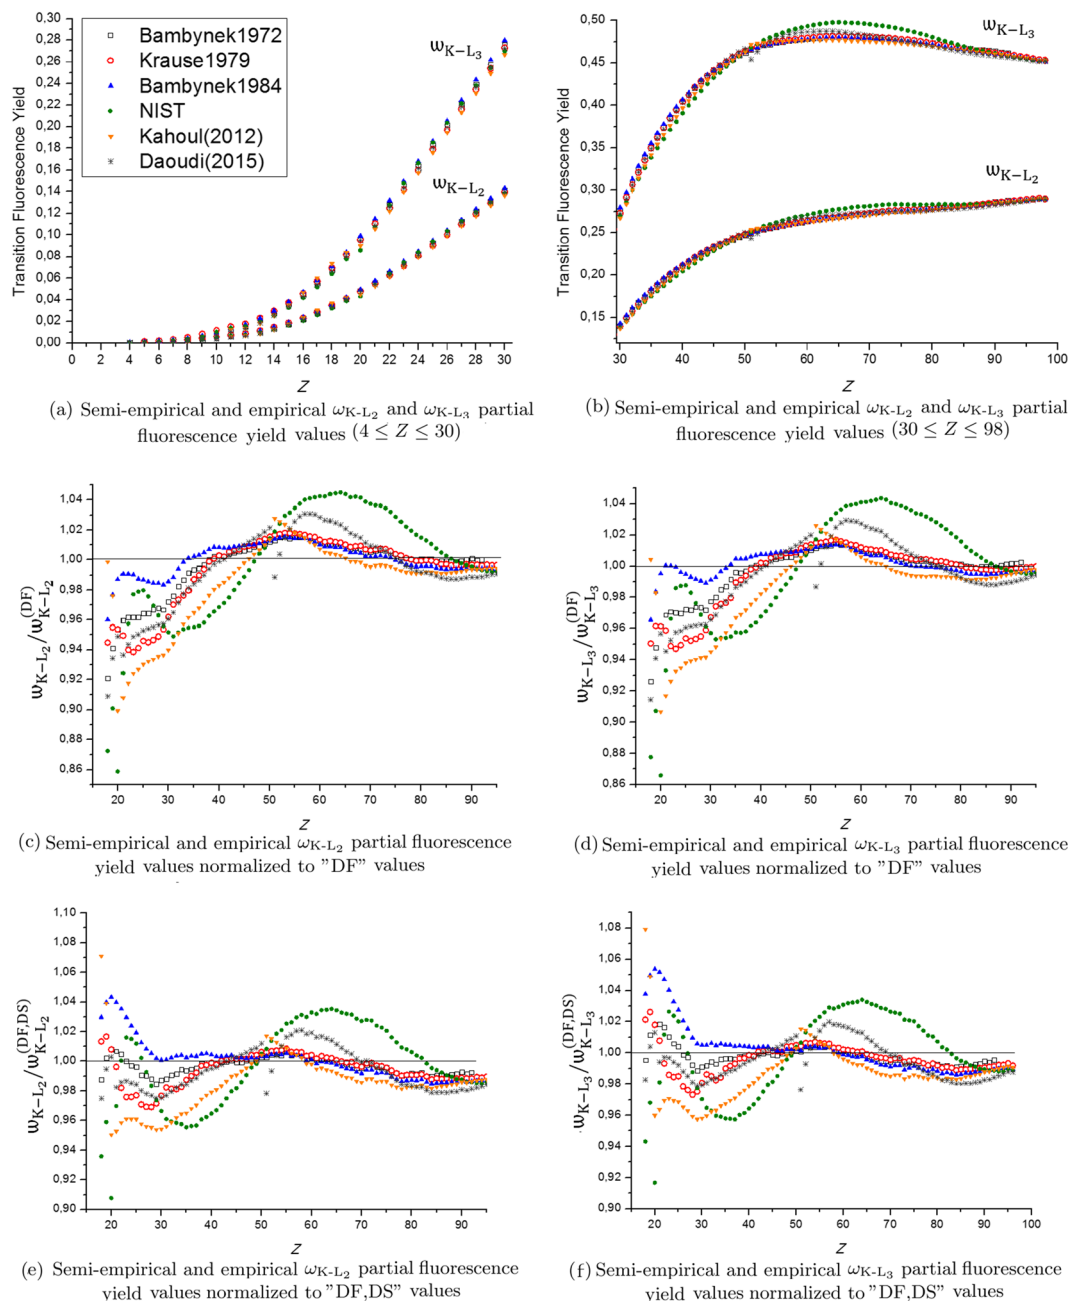 0,30
0,28
0,26
0,24
0,22
0,20
0,18
0,16
0,14
0,12
0,10
0,08
0,06
0,04
0,02
0,00
Transition Fluorescence Yield
Bambynek1972
Krause1979
Bambynek1984
NIST
Kahoul(2012)
Daoudi(2015)
ωK−L3
ωK−L2
0 2 4 6 8 10 12 14 16 18 20 22 24 26 28 30
Z
(a) Semi-empirical and empirical ωK-L2 and ωK-L3 partial
fluorescence yield values (4 ≤ Z ≤ 30)
0,50
0,45
0,40
0,35
0,30
0,25
0,20
0,15
Transition Fluorescence Yield
ωK−L3
ωK−L2
30 40 50 60 70 80 90 100
Z
(b) Semi-empirical and empirical ωK-L2 and ωK-L3 partial
fluorescence yield values (30 ≤ Z ≤ 98)
1,04
1,02
1,00
0,98
0,96
0,94
0,92
0,90
0,88
0,86
ωK−L2/ωK−L2(DF)
20 30 40 50 60 70 80 90
Z
(c) Semi-empirical and empirical ωK-L2 partial fluorescence
yield values normalized to ”DF” values
1,04
1,02
1,00
0,98
0,96
0,94
0,92
0,90
0,88
0,86
ωK−L3/ωK−L3(DF)
20 30 40 50 60 70 80 90
Z
(d) Semi-empirical and empirical ωK-L3 partial fluorescence
yield values normalized to ”DF” values
1,10
1,08
1,06
1,04
1,02
1,00
0,98
0,96
0,94
0,92
0,90
ωK−L2/ωK−L2(DF,DS)
20 30 40 50 60 70 80 90
Z
(e) Semi-empirical and empirical ωK-L2 partial fluorescence
yield values normalized to ”DF,DS” values
1,08
1,06
1,04
1,02
1,00
0,98
0,96
0,94
0,92
0,90
ωK−L3/ωK−L3(DF,DS)
20 30 40 50 60 70 80 90 100
Z
(f) Semi-empirical and empirical ωK-L3 partial fluorescence
yield values normalized to ”DF,DS” values